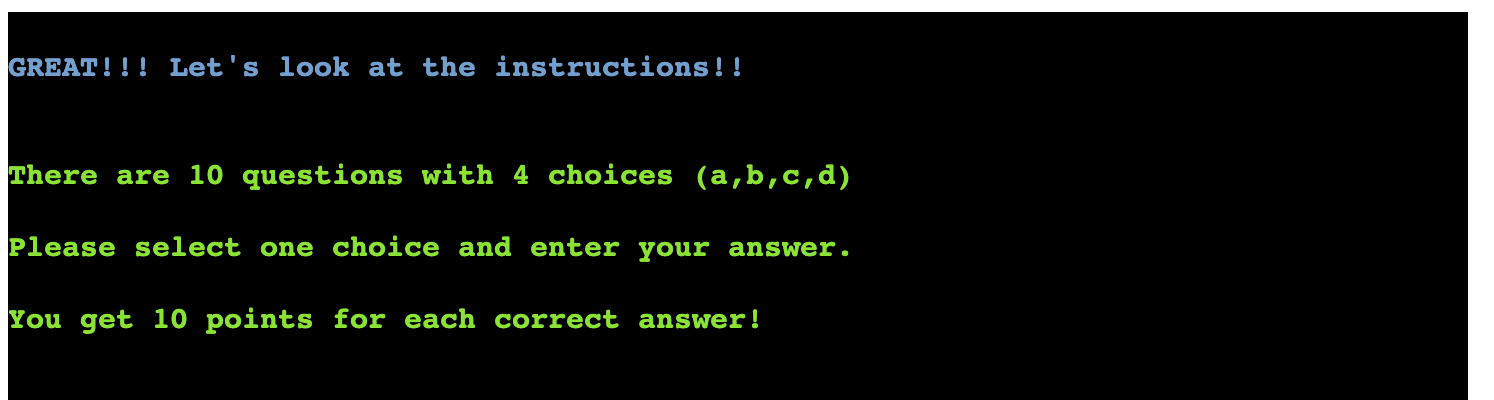 GREAT!!! Let's look at the instructions!!
There are 10 questions with 4 choices (a,b,c,d)
Please select one choice and enter your answer.
You get 10 points for each correct answer!